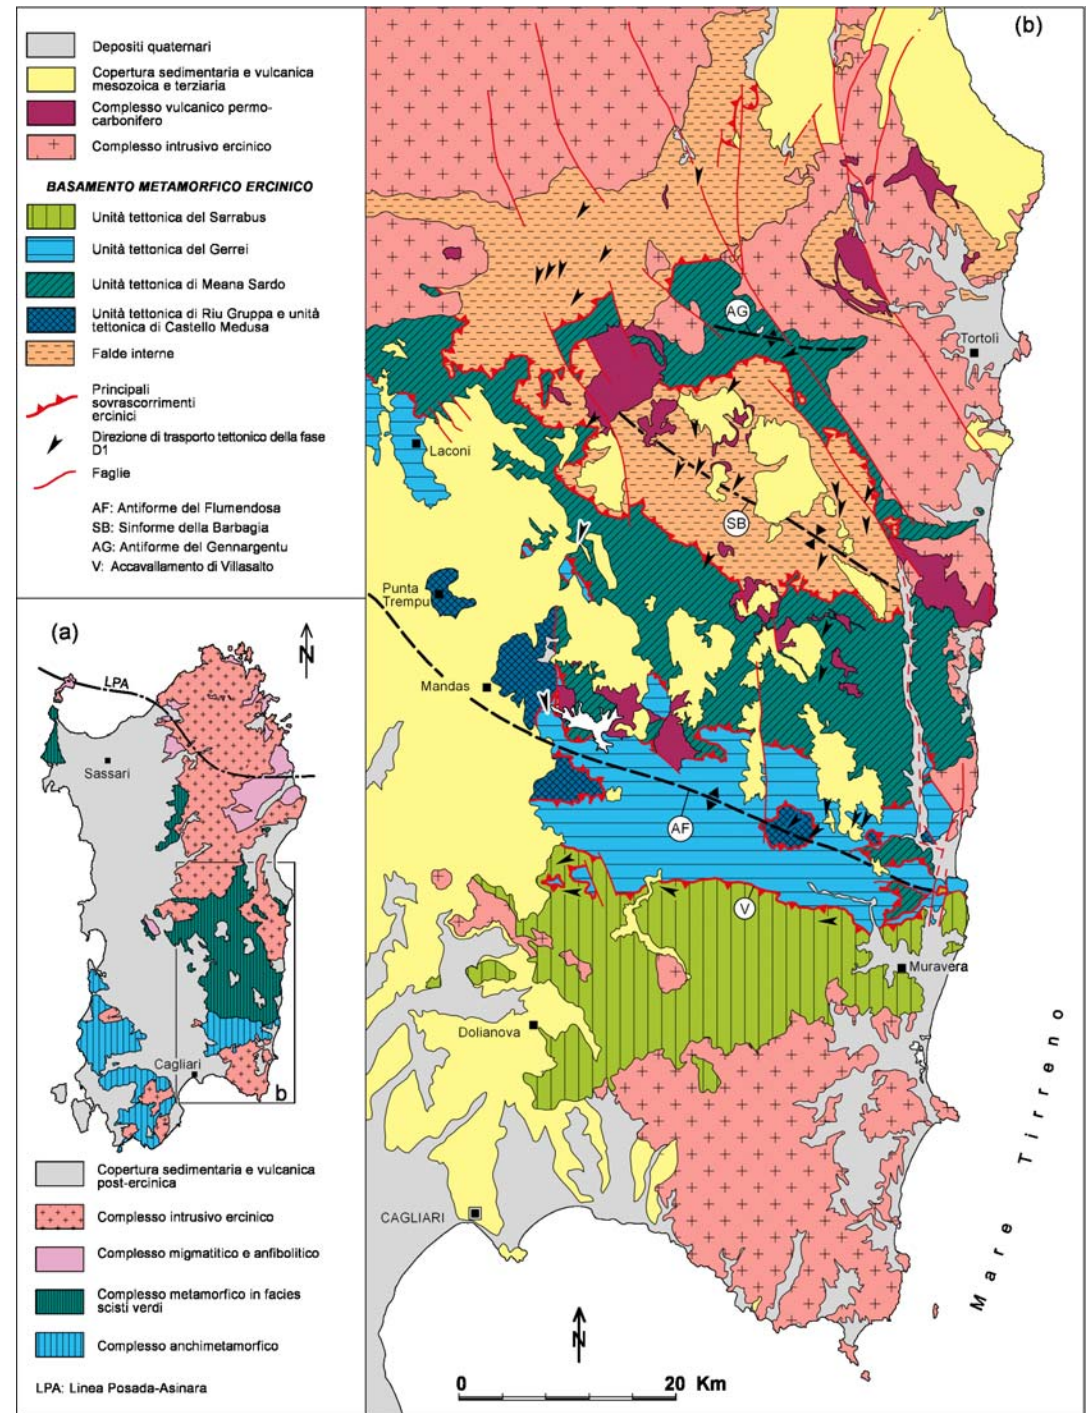 Depositi quaternari
Copertura sedimentaria e vulcanica
mesozoica e terziaria
Complesso vulcanico permo-
carbonifero
Complesso intrusivo ercinico
BASAMENTO METAMORFICO ERCINICO
Unità tettonica del Sarrabus
Unità tettonica del Gerrei
Unità tettonica di Meana Sardo
Unità tettonica di Riu Gruppa e unità
tettonica di Castello Medusa
Falde interne
Principali
sovrascorrimenti
ercinici
Direzione di trasporto tettonico della fase
D1
Faglie
AF: Antiforme del Flumendosa
SB: Sinforme della Barbagia
AG: Antiforme del Gennargentu
V: Accavallamento di Villasalto
(a)
N
LPA
Sassari
Cagliari
b
Copertura sedimentaria e vulcanica
post-ercinica
Complesso intrusivo ercinico
Complesso migmatitico e anfibolitico
Complesso metamorfico in facies
scisti verdi
Complesso anchimetamorfico
LPA: Linea Posada-Asinara
(b)
AG
Tortolì
Laconi
SB
Punta
Trempu
Mandas
AF
V
Muravera
Dolianova
CAGLIARI
Mare Tirreno
N
0 20 Km